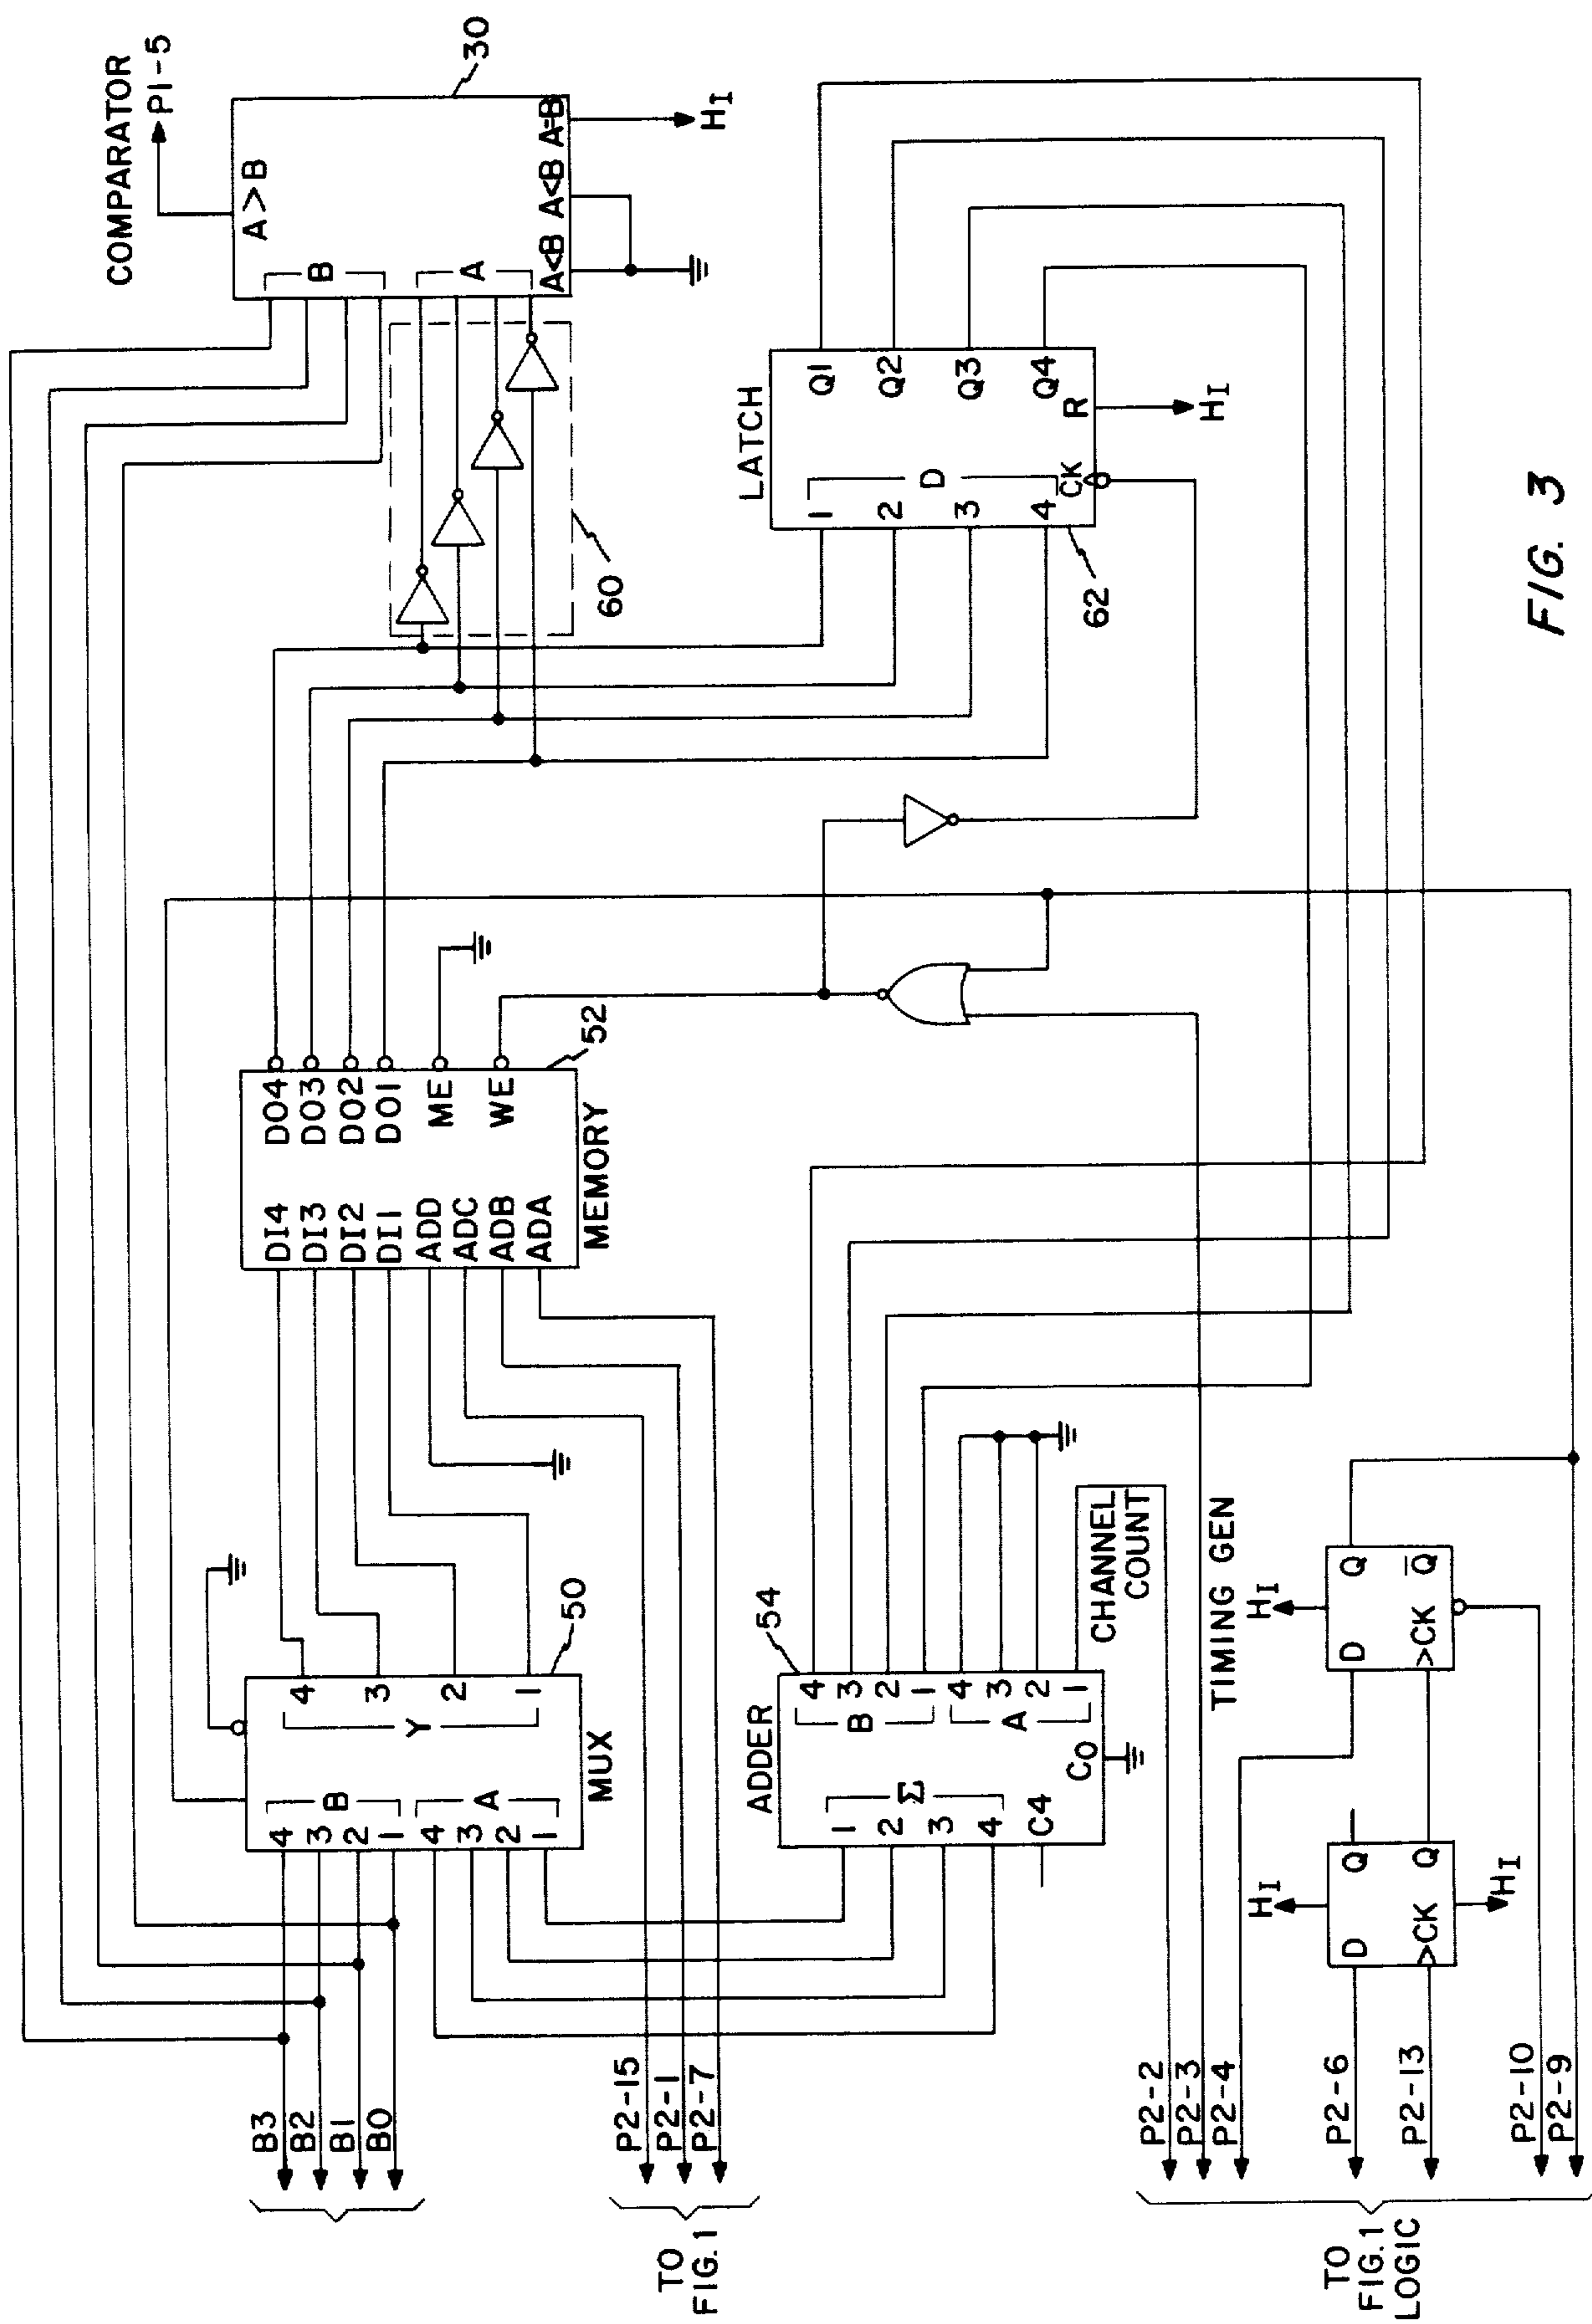 COMPARATOR
P1-5
A>B
B
A
A<B A<B A=B
30
HI
60
B3
B2
B1
B0
4
3
2
1
B
4
3
2
1
A
Y
4
3
2
1
MUX
50
DI4
DI3
DI2
DI1
ADD
ADC
ADB
ADA
DO4
DO3
DO2
DO1
ME
WE
MEMORY
52
P2-15
P2-1
P2-7
TO
FIG.1
LATCH
1
2
3
4
D
Q1
Q2
Q3
Q4
CK
R
HI
62
ADDER
54
1
2
3
4
Σ
C4
4
3
2
1
B
4
3
2
1
A
C0
CHANNEL
COUNT
TIMING GEN
P2-2
P2-3
P2-4
P2-6
P2-13
P2-10
P2-9
TO
FIG.1
LOGIC
HI
D
Q
>CK
Q
HI
HI
D
Q
>CK
Q̅
FIG. 3